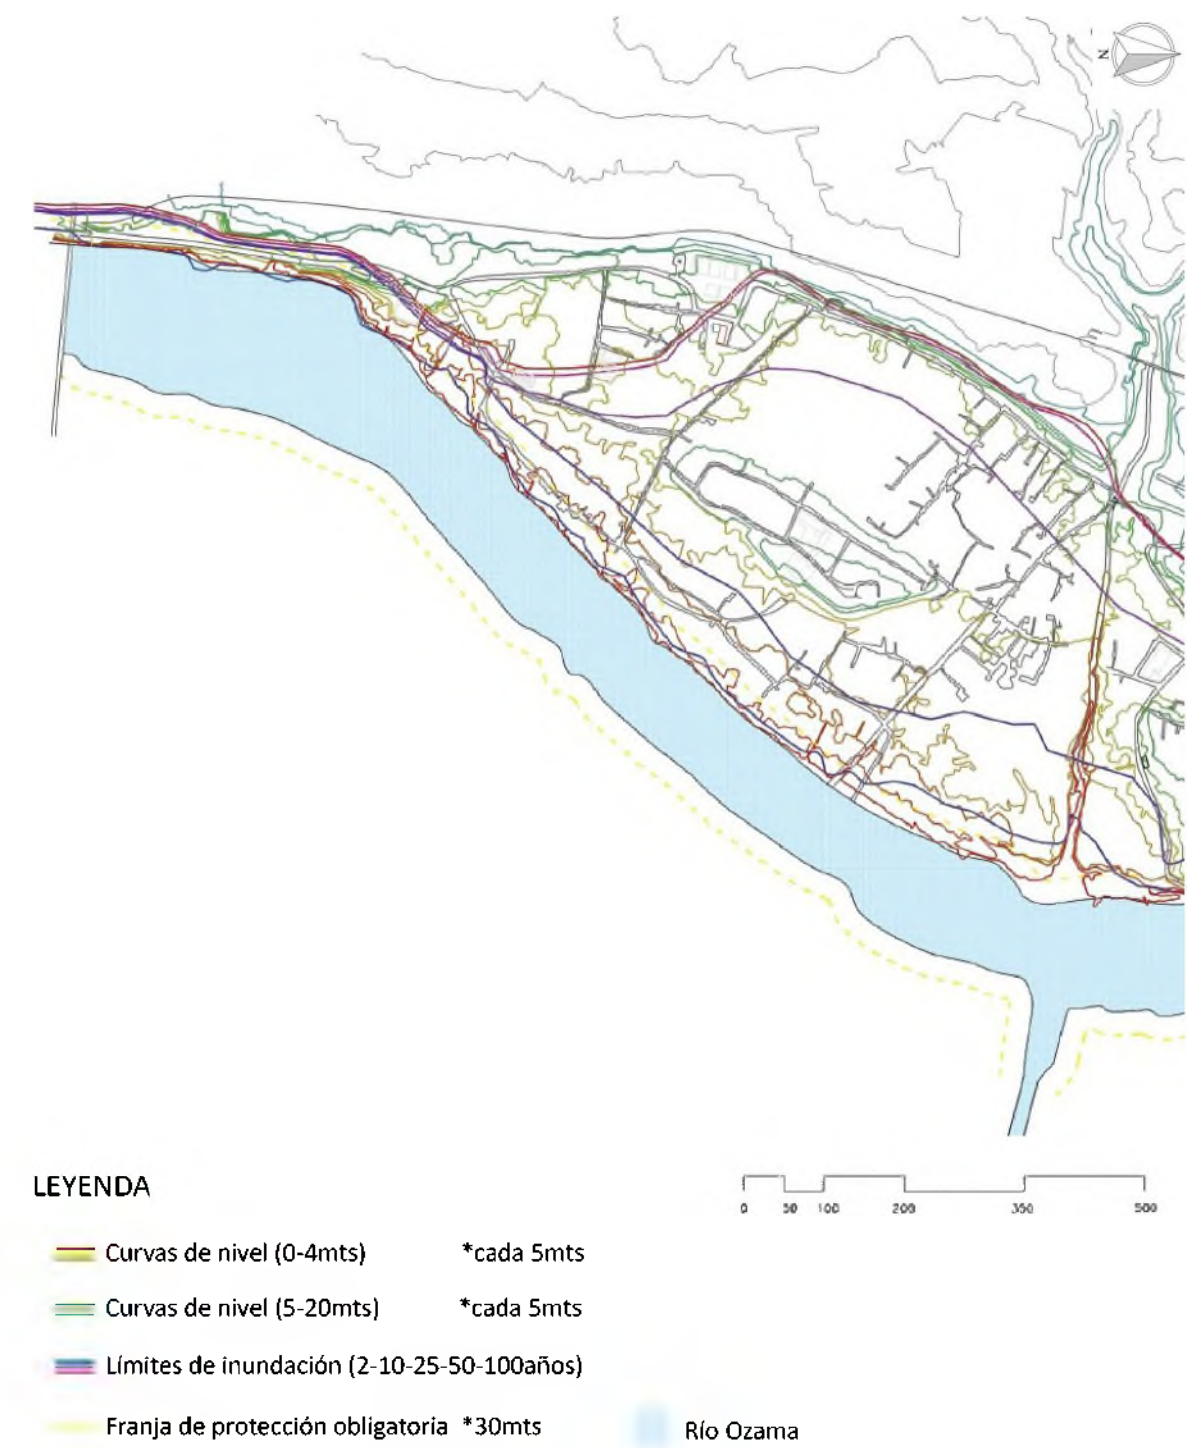 N
LEYENDA
0 50 100 200 350 500
Curvas de nivel (0-4mts) *cada 5mts
Curvas de nivel (5-20mts) *cada 5mts
Límites de inundación (2-10-25-50-100años)
Franja de protección obligatoria *30mts
Río Ozama